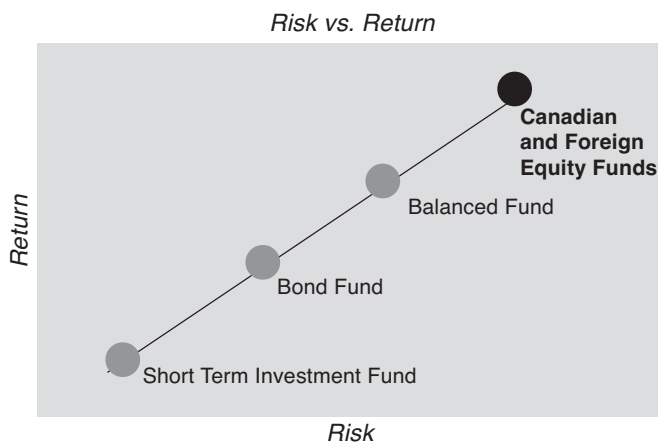 Risk vs. Return
Canadian
and Foreign
Equity Funds
Balanced Fund
Return
Bond Fund
Short Term Investment Fund
Risk